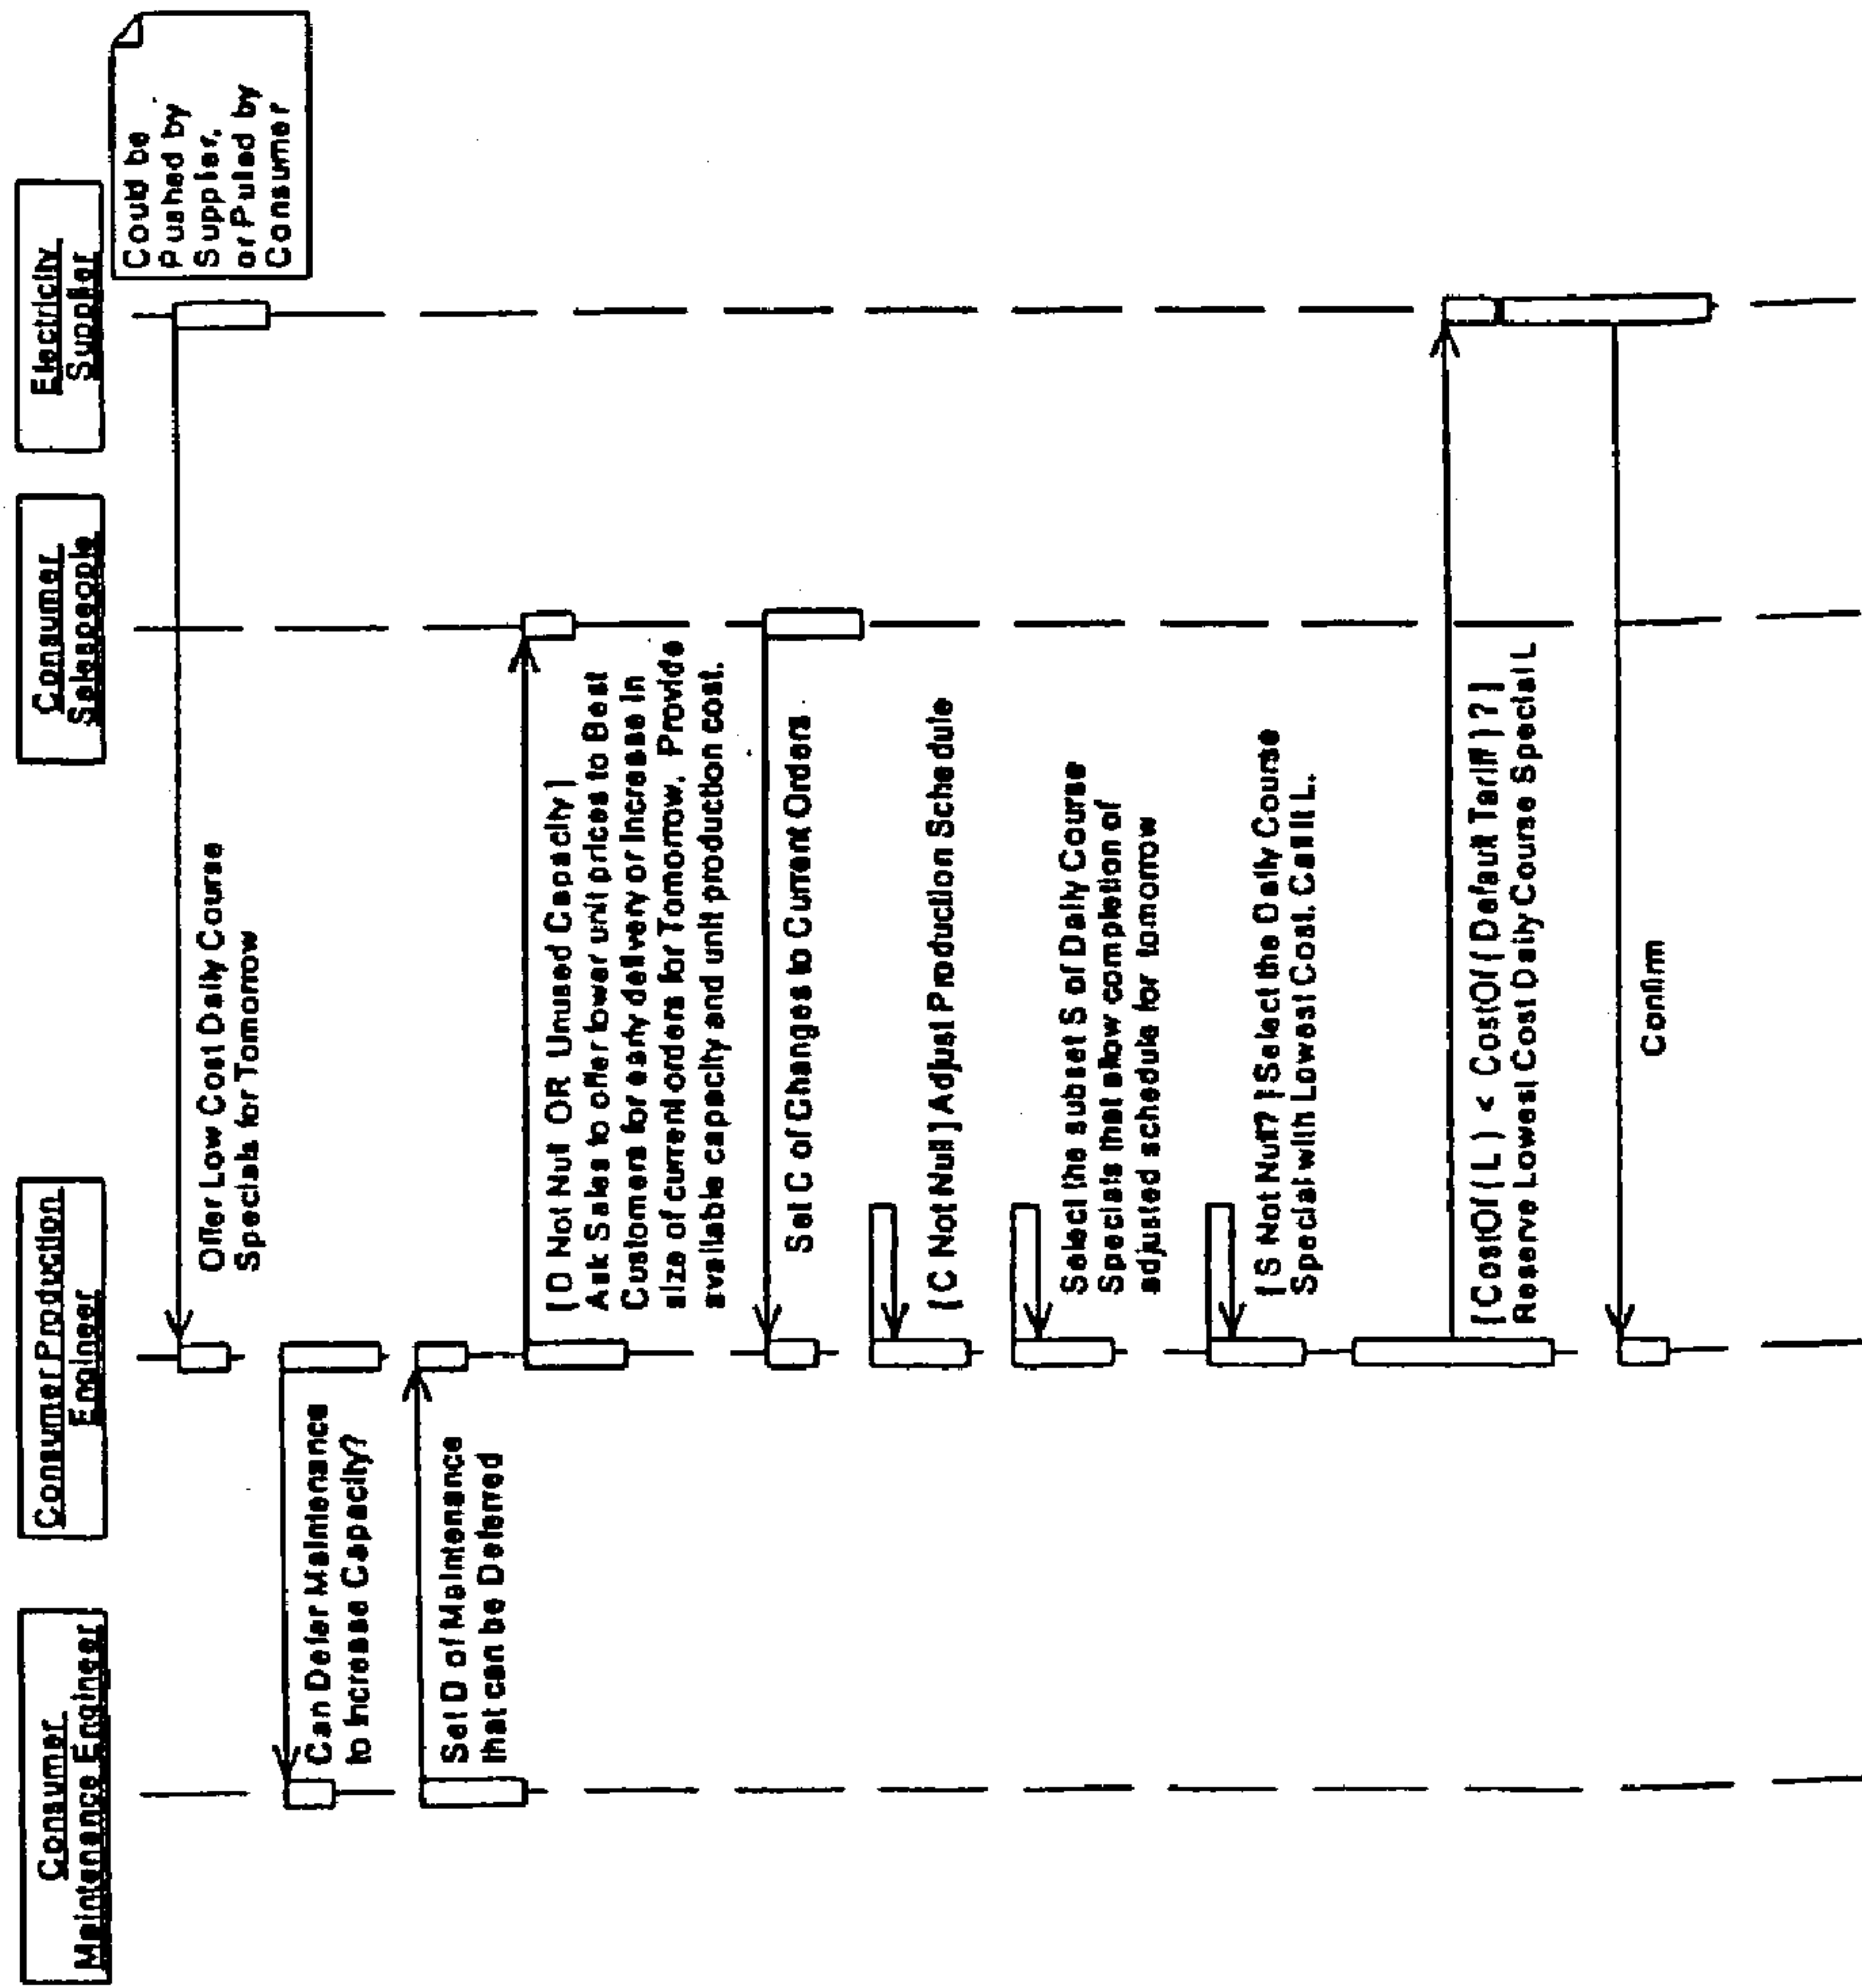 Consumer
Maintenance Engineer
Consumer Production
Engineer
Consumer
Salespeople
Electricity
Supplier
Could be
Pushed by
Supplier,
or Pulled by
Consumer
Offer Low Cost Daily Course
Specials for Tomorrow
Can Defer Maintenance
to Increase Capacity?
Set D of Maintenance
that can be Deferred
[D Not Null OR Unused Capacity]
Ask Sales to offer lower unit prices to Best
Customers for early delivery or Increase in
size of current orders for Tomorrow. Provide
available capacity and unit production cost.
Set C of Changes to Current Orders
[C Not Null] Adjust Production Schedule
Select the subset S of Daily Course
Specials that allow completion of
adjusted schedule for tomorrow
[S Not Null?] Select the Daily Course
Special with Lowest Cost. Call it L.
[CostOf(L) < CostOf(Default Tariff)?]
Reserve Lowest Cost Daily Course Special L
Confirm